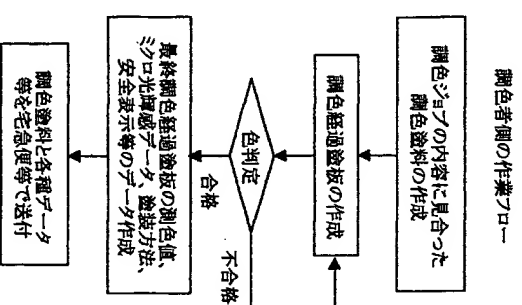 調色者側の作業フロー
調色ジョブの内容に見合った
調色塗料の作成
調色経過塗板の作成
色判定
合格
不合格
最終調色経過塗板の測色値、
ミクロ光輝感データ、塗装方法、
安全表示等のデータ作成
調色塗料と各種データ
等を宅急便等で送付